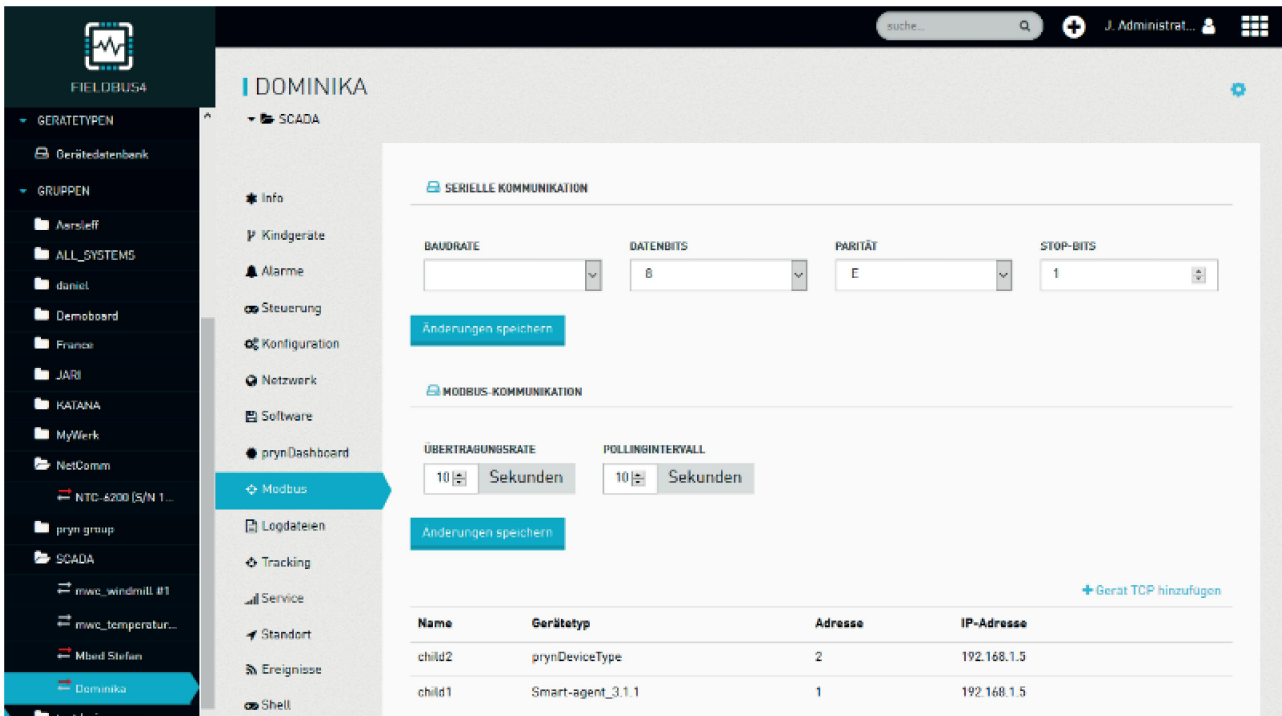 suche...
J. Administrat...
FIELDBUS4
GERÄTETYPEN
Gerätedatenbank
GRUPPEN
Aarsleff
ALL_SYSTEMS
daniel
Demoboard
France
JARI
KATANA
MyWerk
NetComm
NTC-6200 (S/N 1...
pryn group
SCADA
mwc_windmill #1
mwc_temperatur...
Mbed Stefan
Dominika
DOMINIKA
SCADA
Info
Kindgeräte
Alarme
Steuerung
Konfiguration
Netzwerk
Software
prynDashboard
Modbus
Logdateien
Tracking
Service
Standort
Ereignisse
Shell
SERIELLE KOMMUNIKATION
BAUDRATE DATENBITS PARITÄT STOP-BITS
8 E 1
Änderungen speichern
MODBUS-KOMMUNIKATION
ÜBERTRAGUNGSRATE POLLINGINTERVALL
10 Sekunden 10 Sekunden
Änderungen speichern
Gerät TCP hinzufügen
Name Gerätetyp Adresse IP-Adresse
child2 prynDeviceType 2 192.168.1.5
child1 Smart-agent_3.1.1 1 192.168.1.5